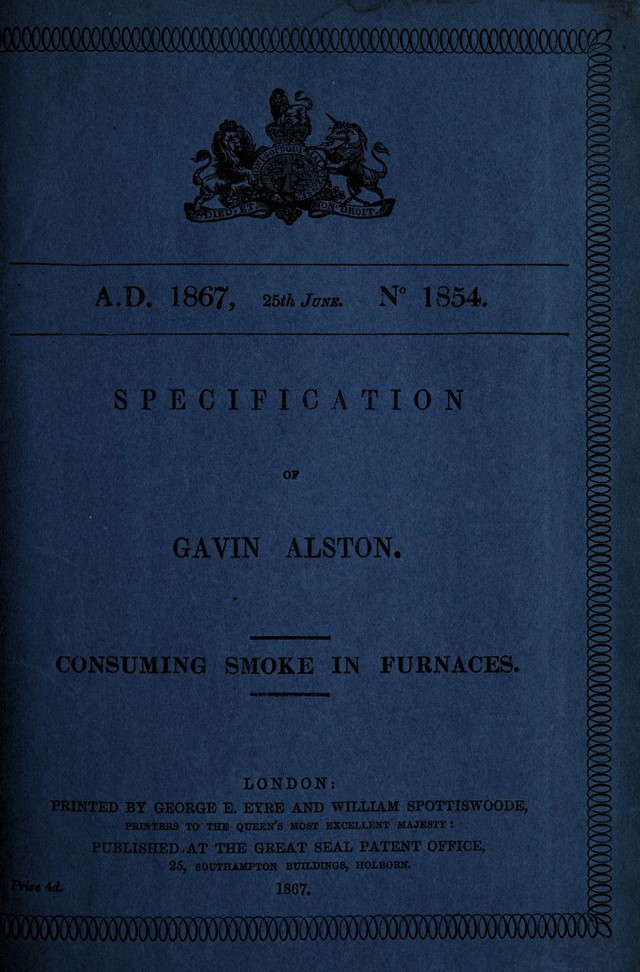 DIEU ET MON DROIT.
A.D. 1867, 25th JUNE. Nº 1854.
SPECIFICATION
OF
GAVIN ALSTON.
CONSUMING SMOKE IN FURNACES.
LONDON:
PRINTED BY GEORGE E. EYRE AND WILLIAM SPOTTISWOODE,
PRINTERS TO THE QUEEN'S MOST EXCELLENT MAJESTY:
PUBLISHED AT THE GREAT SEAL PATENT OFFICE,
25, SOUTHAMPTON BUILDINGS, HOLBORN.
Price 4d.
1867.